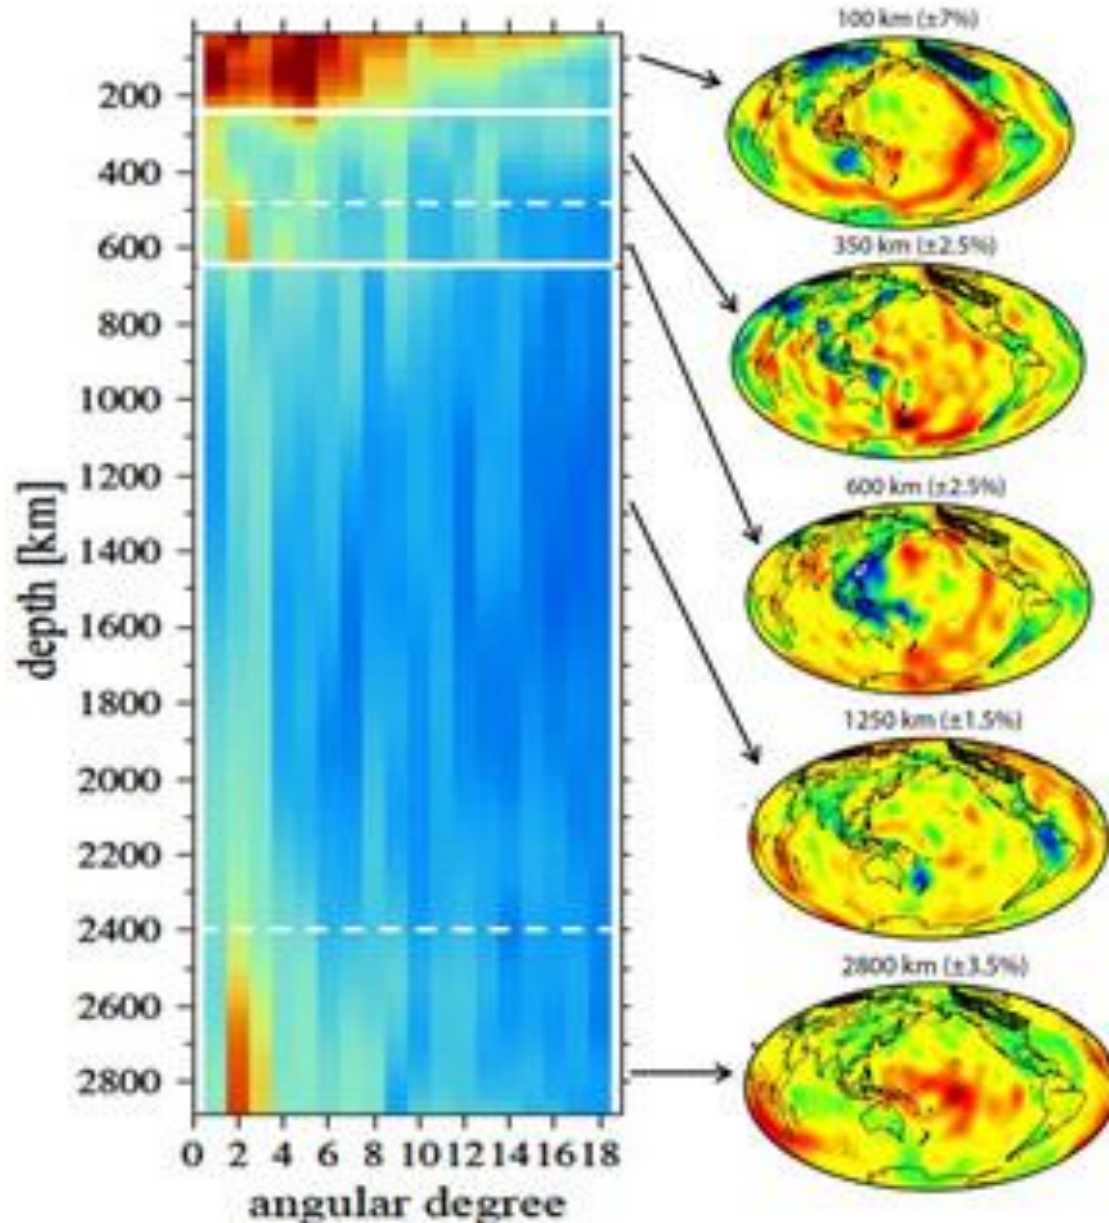 100 km (±7%)
200
400
600
800
1000
1200
1400
1600
1800
2000
2200
2400
2600
2800
depth [km]
0 2 4 6 8 10 12 14 16 18
angular degree
350 km (±2.5%)
600 km (±2.5%)
1250 km (±1.5%)
2800 km (±3.5%)